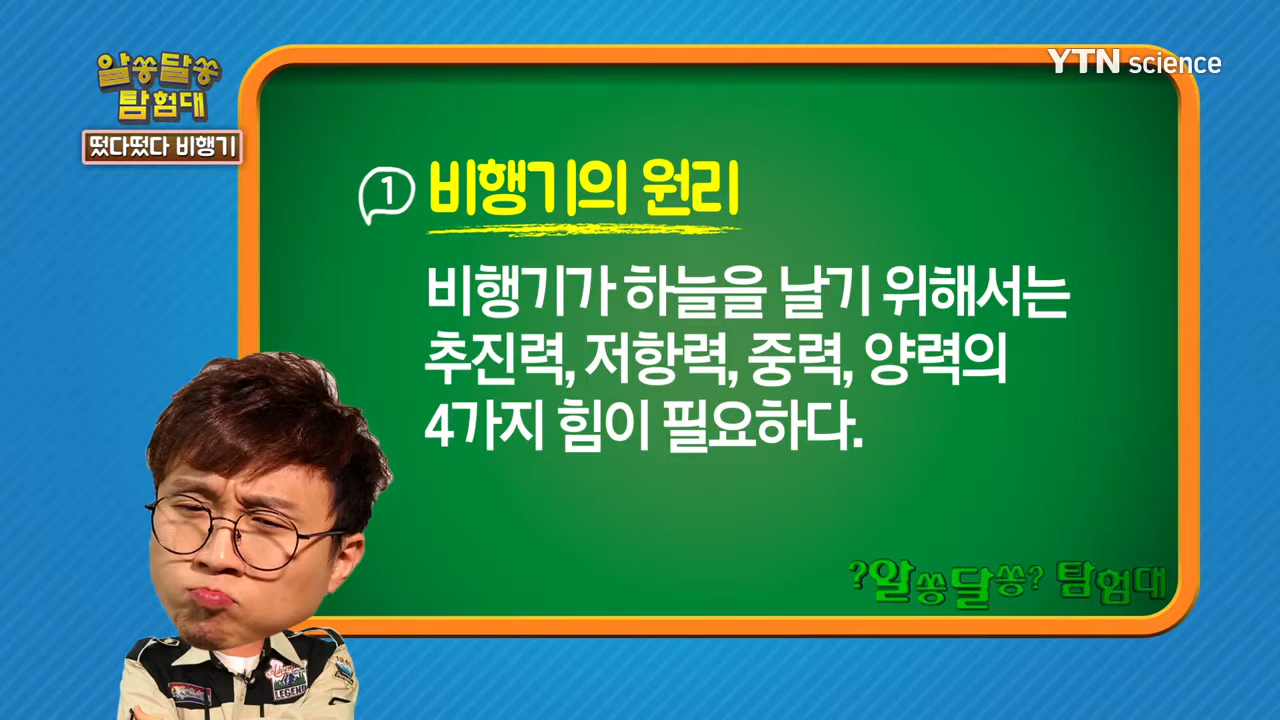 알쏭달쏭
탐험대
떴다떴다 비행기
YTN science
1 비행기의 원리
비행기가 하늘을 날기 위해서는
추진력, 저항력, 중력, 양력의
4가지 힘이 필요하다.
?알쏭달쏭? 탐험대